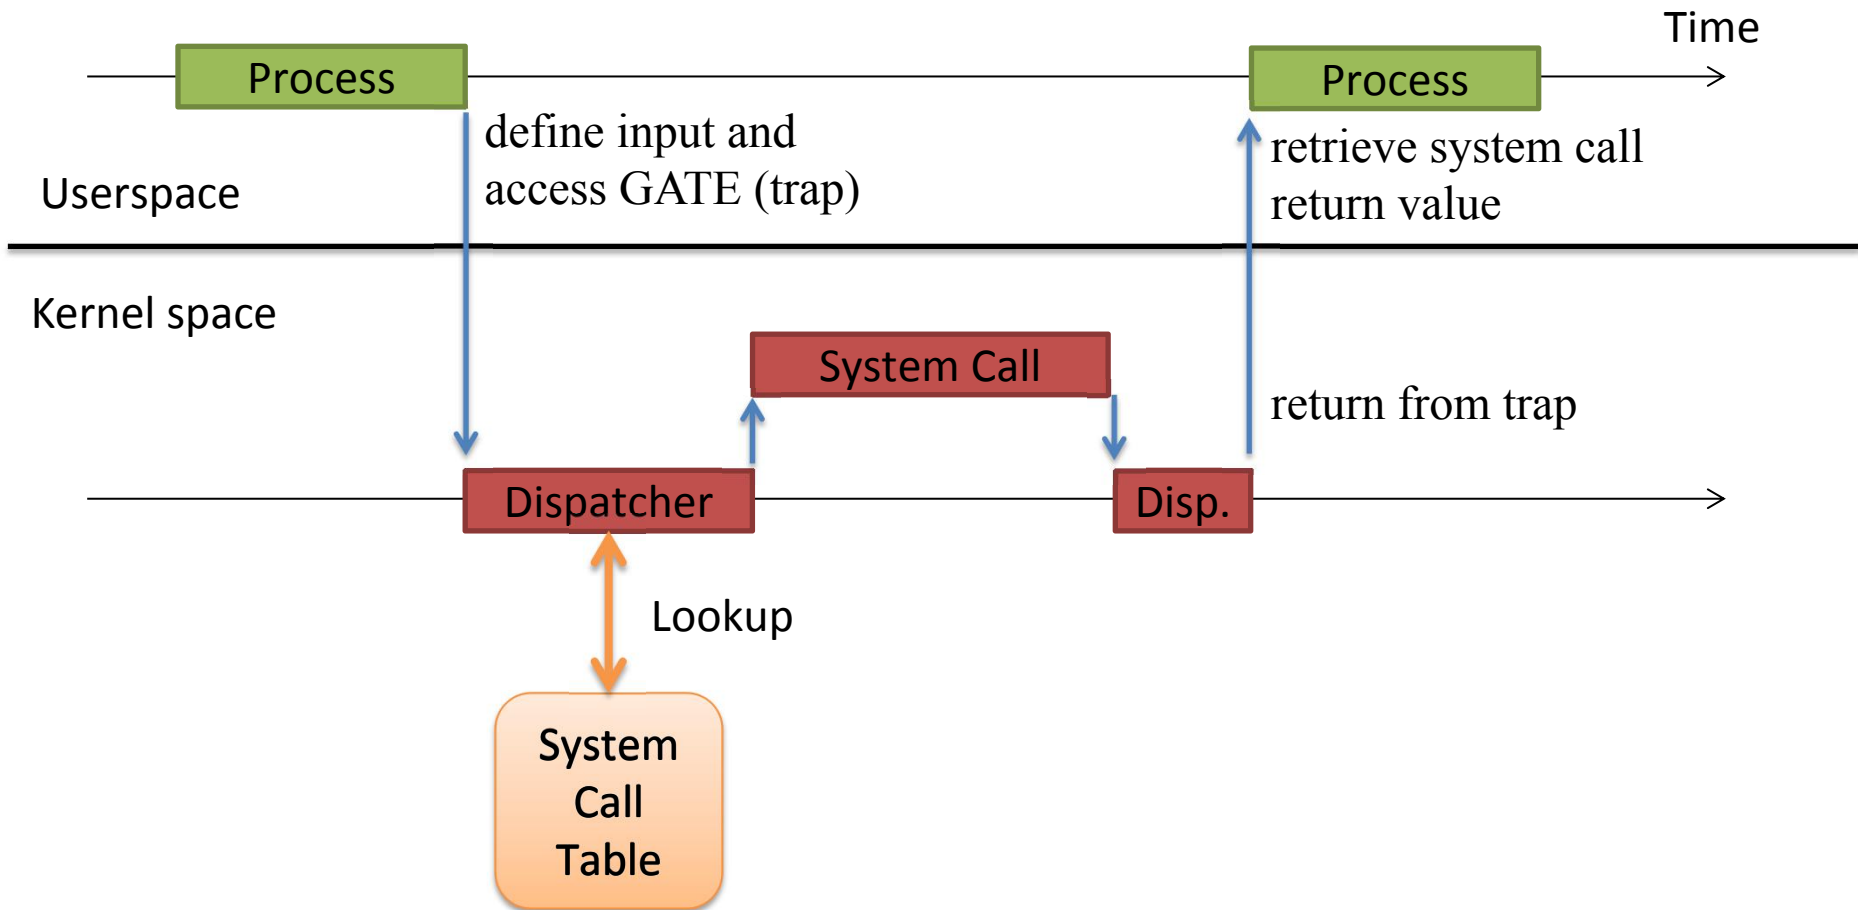 Time
Process
Process
define input and
access GATE (trap)
retrieve system call
return value
Userspace
Kernel space
System Call
return from trap
Dispatcher
Disp.
Lookup
System
Call
Table